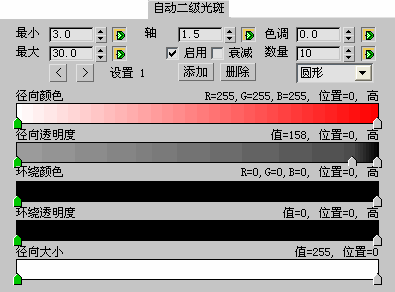 自动二级光斑
最小 3.0 轴 1.5 色调 0.0
最大 30.0 启用 衰减 数量 10
< > 设置 1 添加 删除 圆形
径向颜色 R=255,G=255,B=255, 位置=0, 高
径向透明度 值=158, 位置=0, 高
环绕颜色 R=0,G=0,B=0, 位置=0, 高
环绕透明度 值=0, 位置=0, 高
径向大小 值=255, 位置=0